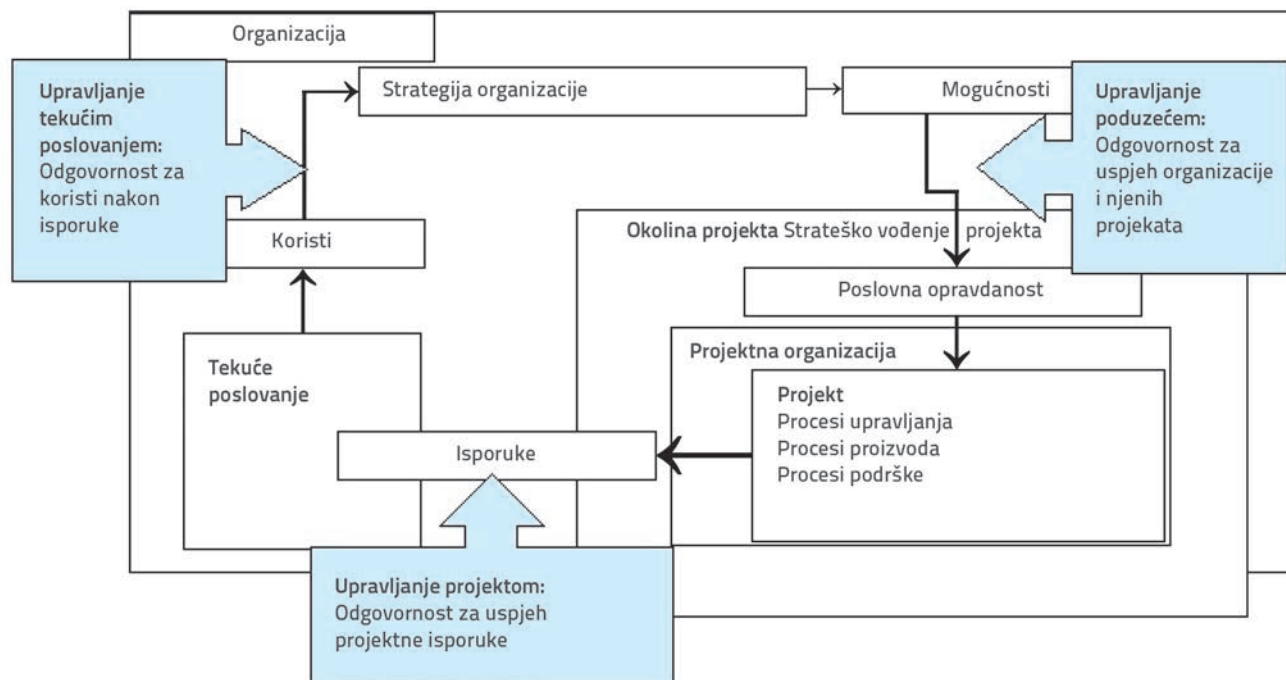 Organizacija
Upravljanje
tekućim
poslovanjem:
Odgovornost za
koristi nakon
isporuke
Strategija organizacije
Mogućnosti
Upravljanje
poduzećem:
Odgovornost za
uspjeh organizacije
i njenih
projekata
Koristi
Okolina projekta Strateško vođenje projekta
Poslovna opravdanost
Tekuće
poslovanje
Projektna organizacija
Projekt
Procesi upravljanja
Procesi proizvoda
Procesi podrške
Isporuke
Upravljanje projektom:
Odgovornost za uspjeh
projektne isporuke